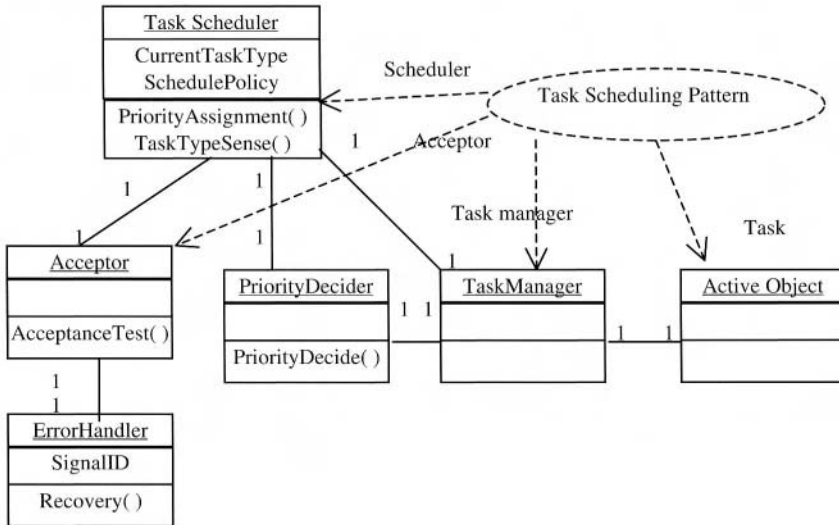 Task Scheduler
CurrentTaskType
SchedulePolicy
PriorityAssignment( )
TaskTypeSense( )
Scheduler
Task Scheduling Pattern
1
Acceptor
1
1
1
1
Task manager
Task
1
Acceptor
AcceptanceTest( )
PriorityDecider
PriorityDecide( )
1
1
TaskManager
1
1
Active Object
1
1
ErrorHandler
SignalID
Recovery( )